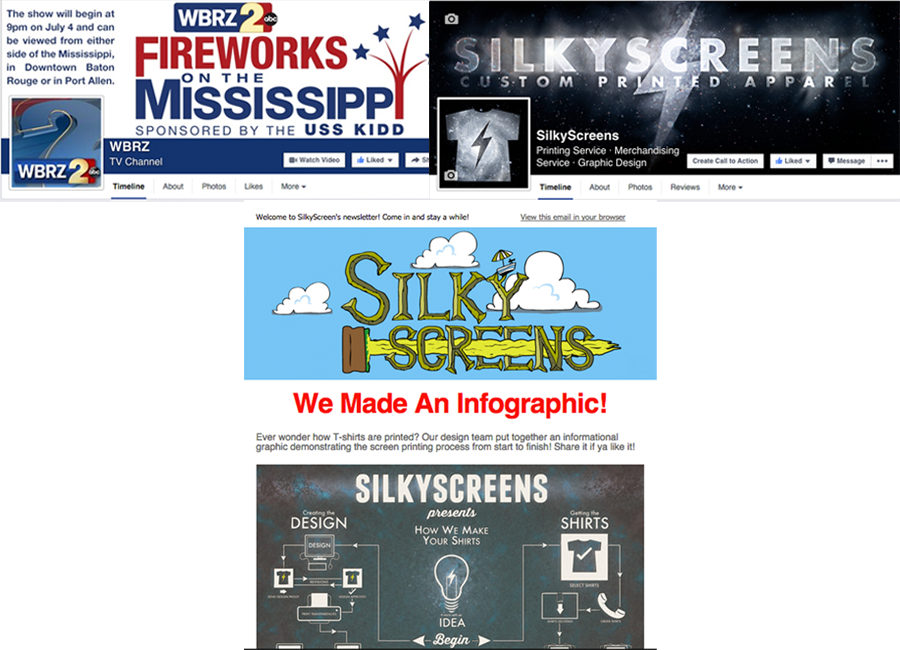 The show will begin at
9pm on July 4 and can
be viewed from either
side of the Mississippi,
in Downtown Baton
Rouge or in Port Allen.
WBRZ 2 abc
FIREWORKS
ON THE
MISSISSIPPI
SPONSORED BY THE USS KIDD
WBRZ 2 abc
WBRZ
TV Channel
Watch Video
Liked
Timeline
About
Photos
Likes
More
SILKYSCREENS
CUSTOM PRINTED APPAREL
SilkyScreens
Printing Service · Merchandising
Service · Graphic Design
Create Call to Action
Liked
Message
Timeline
About
Photos
Reviews
More
Welcome to SilkyScreen's newsletter! Come in and stay a while!
View this email in your browser
SILKY
SCREENS
We Made An Infographic!
Ever wonder how T-shirts are printed? Our design team put together an informational
graphic demonstrating the screen printing process from start to finish! Share it if ya like it!
SILKYSCREENS
presents
HOW WE MAKE
YOUR SHIRTS
Creating the
DESIGN
DESIGN
IDEA
Begin
Getting the
SHIRTS
SELECT SHIRTS